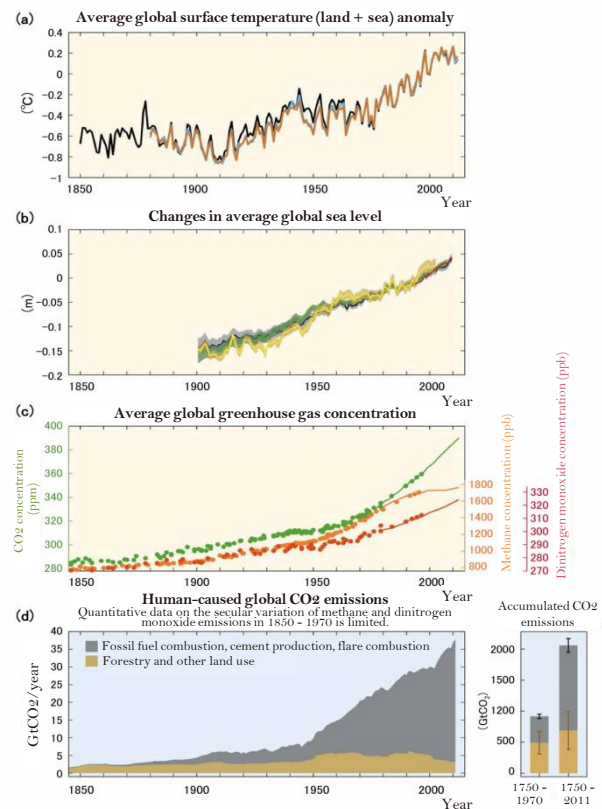 (a)
Average global surface temperature (land + sea) anomaly
(℃)
0.4
0.2
0
−0.2
−0.4
−0.6
−0.8
−1
1850
1900
1950
2000
Year
(b)
Changes in average global sea level
(m)
0.1
0.05
0
−0.05
−0.1
−0.15
−0.2
1850
1900
1950
2000
Year
(c)
Average global greenhouse gas concentration
CO2 concentration
(ppm)
400
380
360
340
320
300
280
Methane concentration (ppb)
1800
1600
1400
1200
1000
800
Dinitrogen monoxide concentration (ppb)
330
320
310
300
290
280
270
1850
1900
1950
2000
Year
(d)
Human-caused global CO2 emissions
Quantitative data on the secular variation of methane and dinitrogen
monoxide emissions in 1850 - 1970 is limited.
Fossil fuel combustion, cement production, flare combustion
Forestry and other land use
GtCO2/year
40
35
30
25
20
15
10
5
0
1850
1900
1950
2000
Year
Accumulated CO2
emissions
(GtCO₂)
2000
1200
500
0
1750 -
1970
1750 -
2011